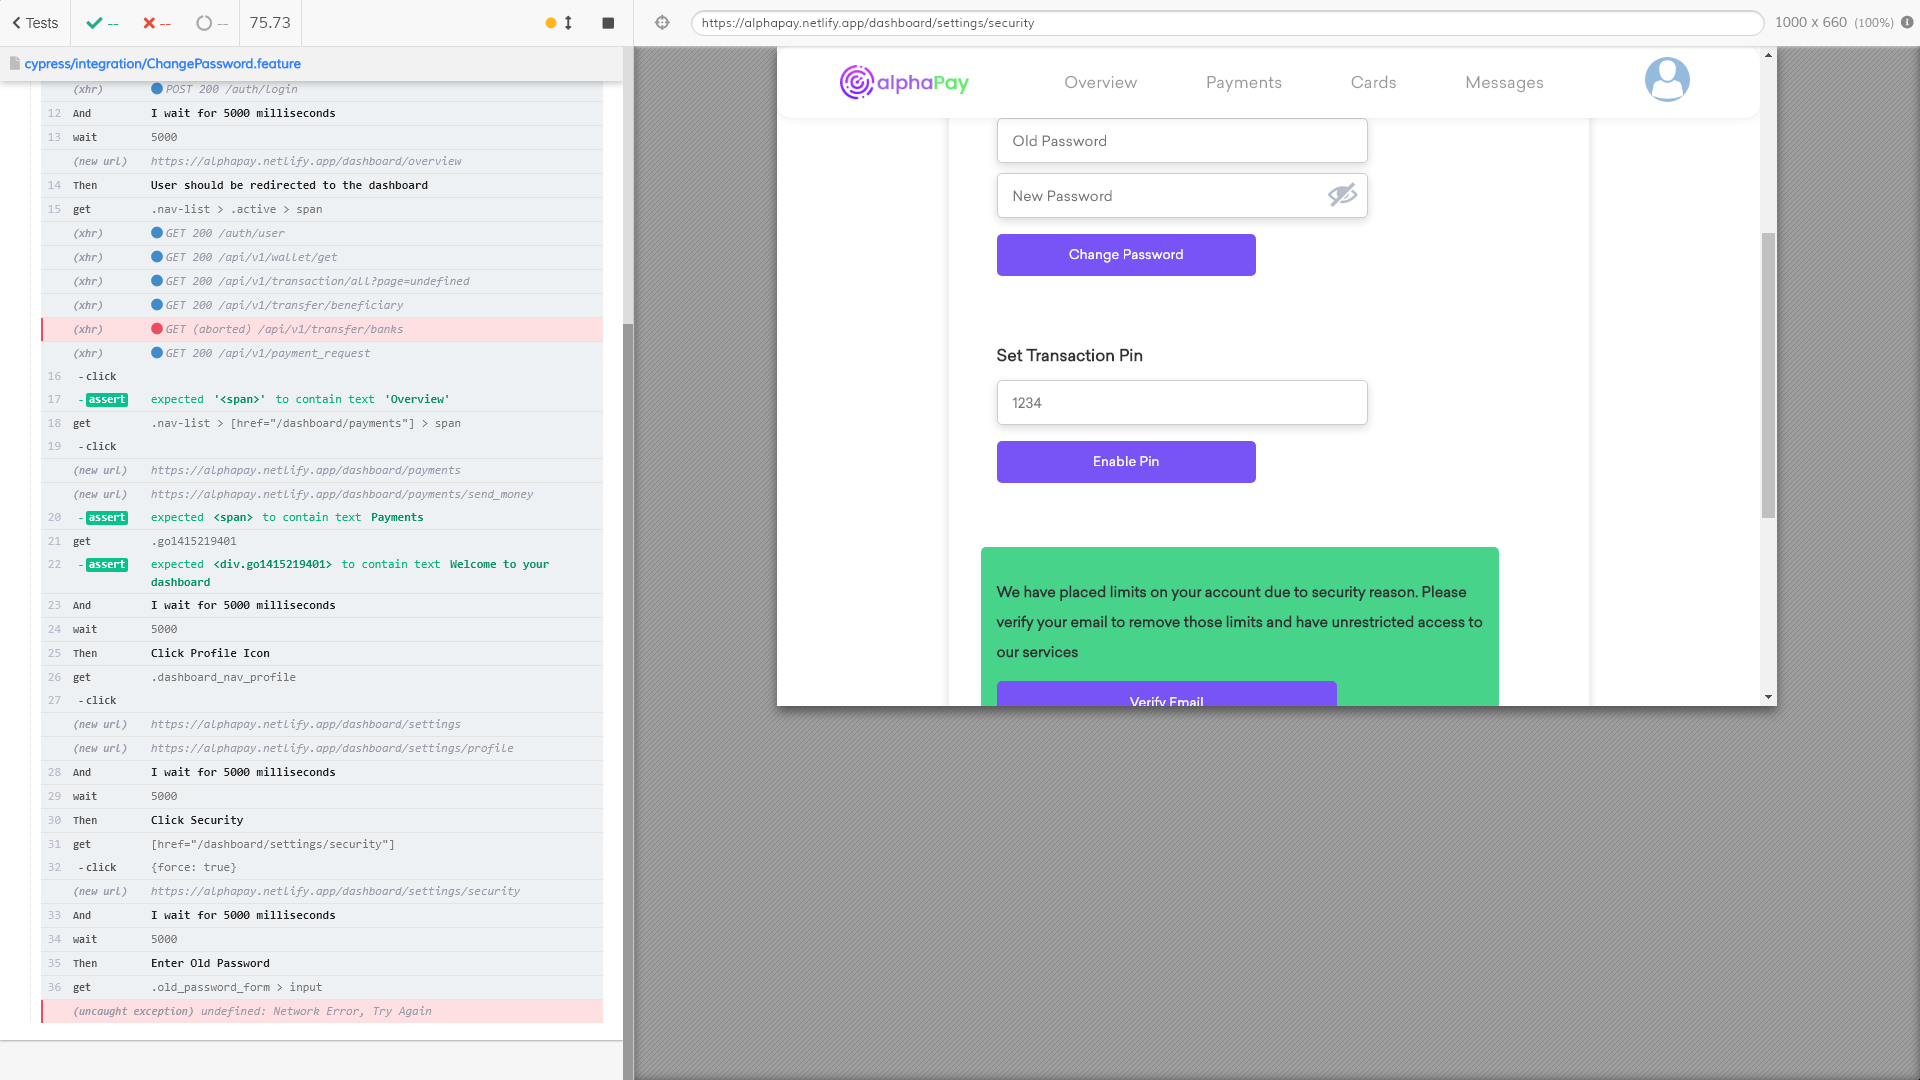 Tests
--
--
--
75.73
https://alphapay.netlify.app/dashboard/settings/security
1000 x 660 (100%)
cypress/integration/ChangePassword.feature
(xhr) POST 200 /auth/login
12 And I wait for 5000 milliseconds
13 wait 5000
(new url) https://alphapay.netlify.app/dashboard/overview
14 Then User should be redirected to the dashboard
15 get .nav-list > .active > span
(xhr) GET 200 /auth/user
(xhr) GET 200 /api/v1/wallet/get
(xhr) GET 200 /api/v1/transaction/all?page=undefined
(xhr) GET 200 /api/v1/transfer/beneficiary
(xhr) GET (aborted) /api/v1/transfer/banks
(xhr) GET 200 /api/v1/payment_request
16 -click
17 -assert expected '<span>' to contain text 'Overview'
18 get .nav-list > [href="/dashboard/payments"] > span
19 -click
(new url) https://alphapay.netlify.app/dashboard/payments
(new url) https://alphapay.netlify.app/dashboard/payments/send_money
20 -assert expected <span> to contain text Payments
21 get .go1415219401
22 -assert expected <div.go1415219401> to contain text Welcome to your
dashboard
23 And I wait for 5000 milliseconds
24 wait 5000
25 Then Click Profile Icon
26 get .dashboard_nav_profile
27 -click
(new url) https://alphapay.netlify.app/dashboard/settings
(new url) https://alphapay.netlify.app/dashboard/settings/profile
28 And I wait for 5000 milliseconds
29 wait 5000
30 Then Click Security
31 get [href="/dashboard/settings/security"]
32 -click {force: true}
(new url) https://alphapay.netlify.app/dashboard/settings/security
33 And I wait for 5000 milliseconds
34 wait 5000
35 Then Enter Old Password
36 get .old_password_form > input
(uncaught exception) undefined: Network Error, Try Again
alphaPay
Overview
Payments
Cards
Messages
Old Password
New Password
Change Password
Set Transaction Pin
1234
Enable Pin
We have placed limits on your account due to security reason. Please
verify your email to remove those limits and have unrestricted access to
our services
Verify Email